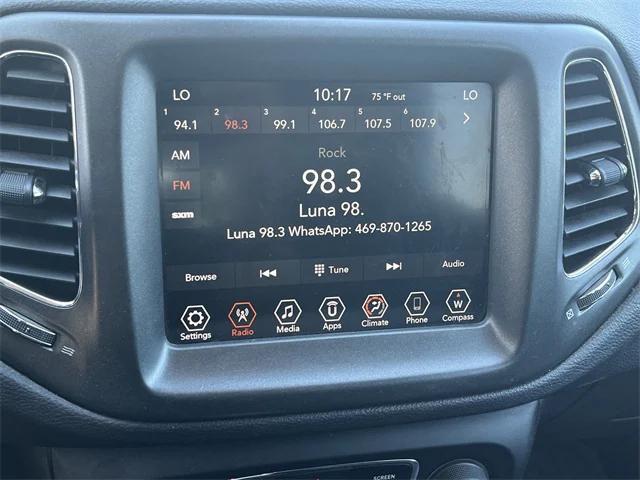 LO 10:17 75 °F out LO
1 2 3 4 5 6
94.1 98.3 99.1 106.7 107.5 107.9
AM
FM
sxm
Rock
98.3
Luna 98.
Luna 98.3 WhatsApp: 469-870-1265
Browse Tune Audio
Settings Radio Media Apps Climate Phone W Compass
SCREEN